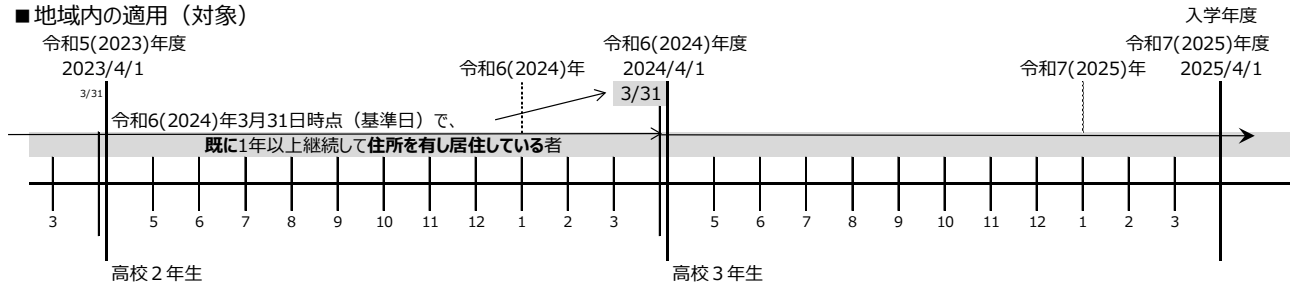 ■地域内の適用（対象）
入学年度
令和5(2023)年度
令和6(2024)年度
令和7(2025)年度
2023/4/1
令和6(2024)年
2024/4/1
令和7(2025)年
2025/4/1
3/31
3/31
令和6(2024)年3月31日時点（基準日）で、
既に1年以上継続して住所を有し居住している者
3 5 6 7 8 9 10 11 12 1 2 3 5 6 7 8 9 10 11 12 1 2 3
高校２年生
高校３年生